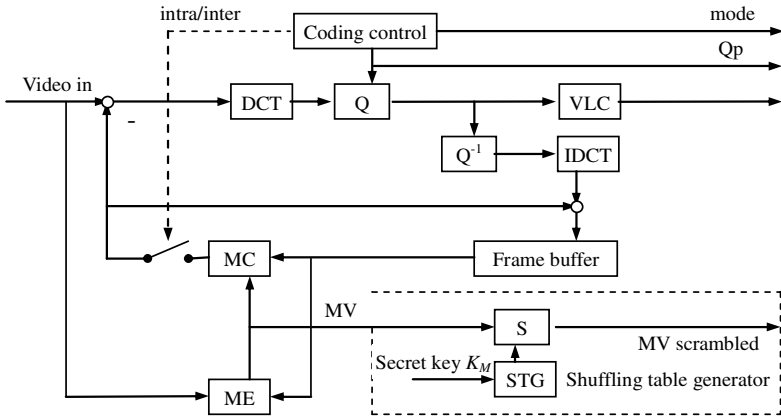 intra/inter
Coding control
mode
Qp
Video in
-
DCT
Q
VLC
Q-1
IDCT
MC
Frame buffer
MV
S
MV scrambled
Secret key KM
STG
Shuffling table generator
ME